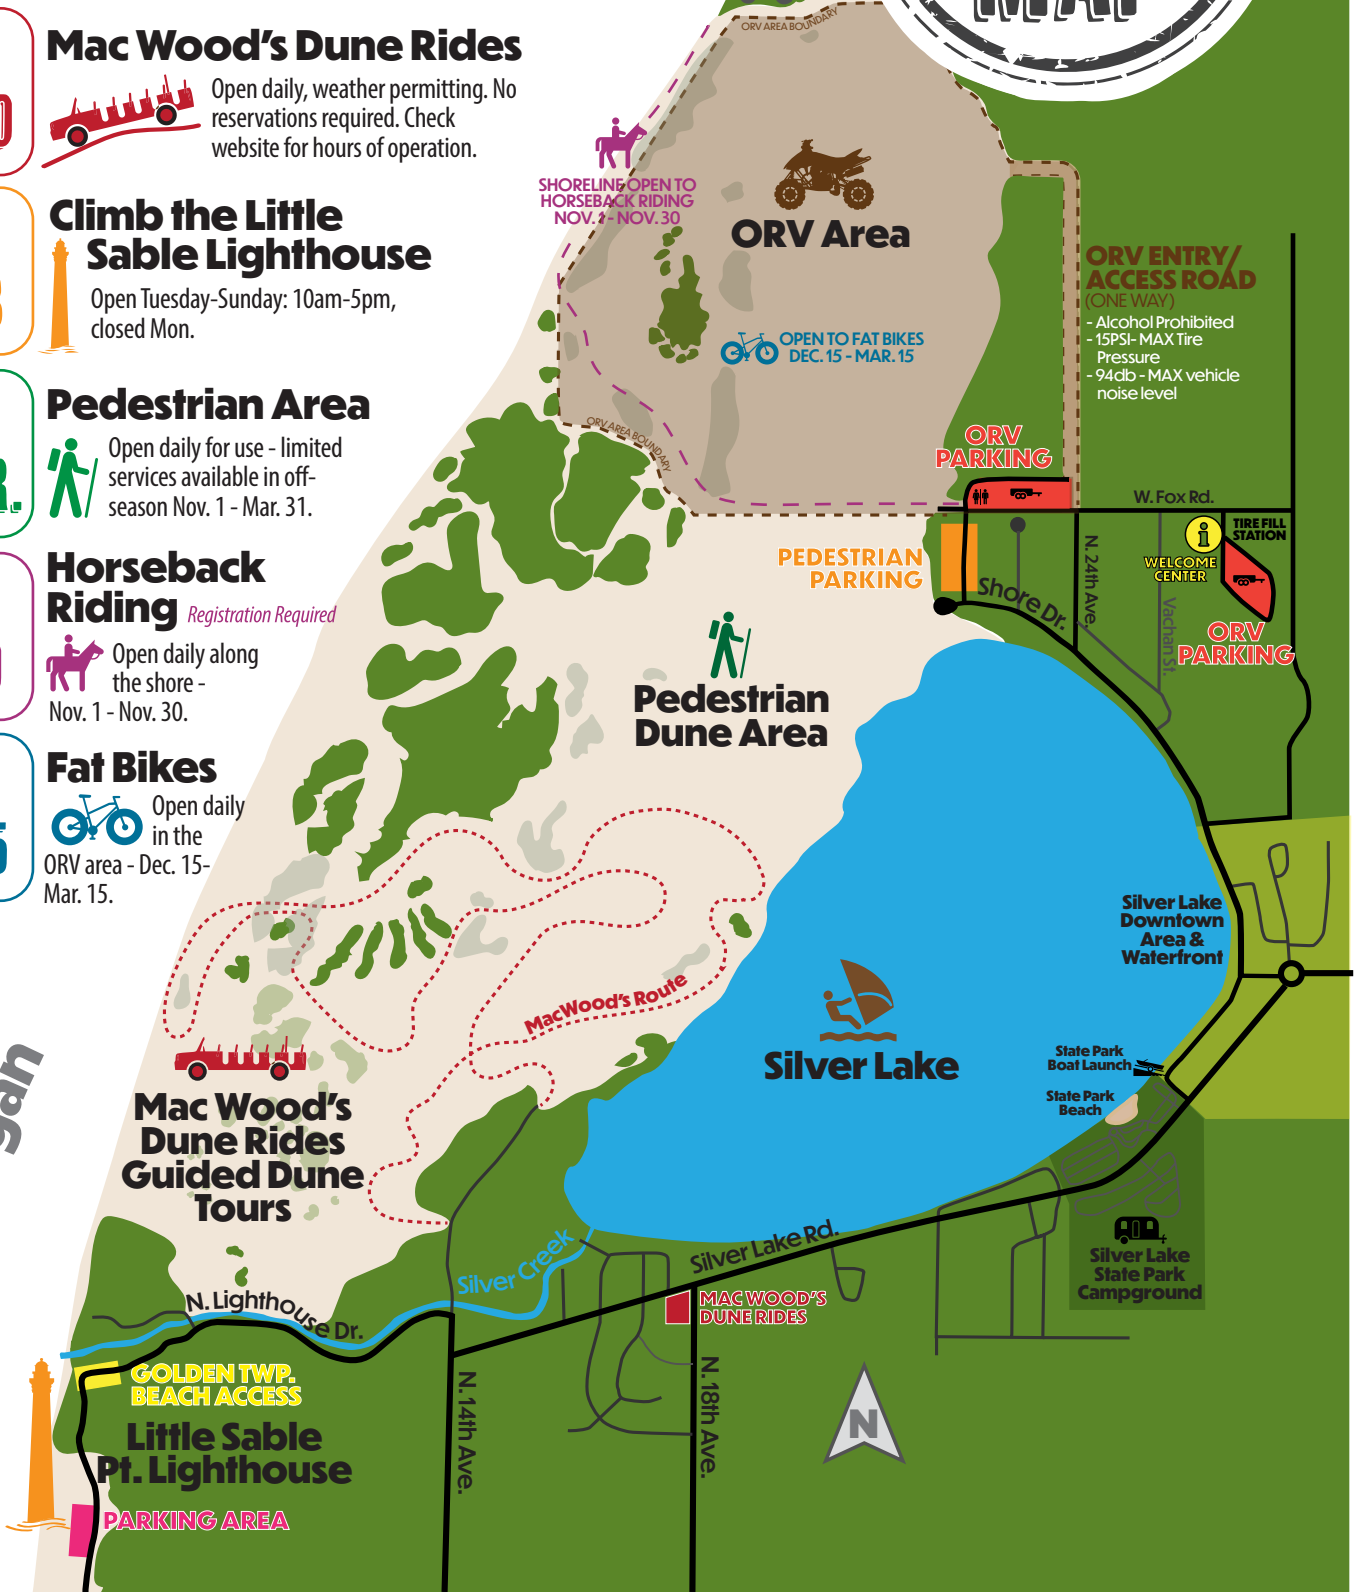 MAP
Mac Wood's Dune Rides
Open daily, weather permitting. No
reservations required. Check
website for hours of operation.
Climb the Little
Sable Lighthouse
Open Tuesday-Sunday: 10am-5pm,
closed Mon.
Pedestrian Area
Open daily for use - limited
services available in off-
season Nov. 1 - Mar. 31.
Horseback
Riding Registration Required
Open daily along
the shore -
Nov. 1 - Nov. 30.
Fat Bikes
Open daily
in the
ORV area - Dec. 15-
Mar. 15.
ORV AREA BOUNDARY
SHORELINE OPEN TO
HORSEBACK RIDING
NOV. 1 - NOV. 30
ORV Area
OPEN TO FAT BIKES
DEC. 15 - MAR. 15
ORV AREA BOUNDARY
ORV ENTRY/
ACCESS ROAD
(ONE WAY)
- Alcohol Prohibited
- 15PSI- MAX Tire
Pressure
- 94db - MAX vehicle
noise level
ORV
PARKING
W. Fox Rd.
PEDESTRIAN
PARKING
Shore Dr.
N. 24th Ave.
Vachan St.
i
TIRE FILL
STATION
WELCOME
CENTER
ORV
PARKING
Pedestrian
Dune Area
Silver Lake
Downtown
Area &
Waterfront
MacWood's Route
Silver Lake
State Park
Boat Launch
State Park
Beach
gan
Mac Wood's
Dune Rides
Guided Dune
Tours
Silver Creek
Silver Lake Rd.
Silver Lake
State Park
Campground
MAC WOOD'S
DUNE RIDES
N. Lighthouse Dr.
GOLDEN TWP.
BEACH ACCESS
Little Sable
Pt. Lighthouse
PARKING AREA
N. 14th Ave.
N. 18th Ave.
N